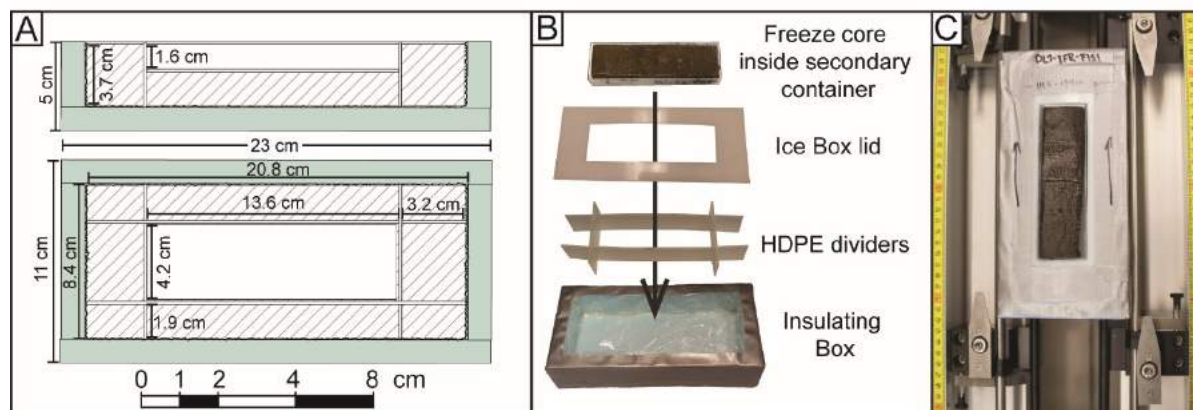 A
1.6 cm
3.7 cm
5 cm
23 cm
20.8 cm
13.6 cm
3.2 cm
4.2 cm
8.4 cm
11 cm
1.9 cm
0 1 2 4 8 cm
B
Freeze core
inside secondary
container
Ice Box lid
HDPE dividers
Insulating
Box
C